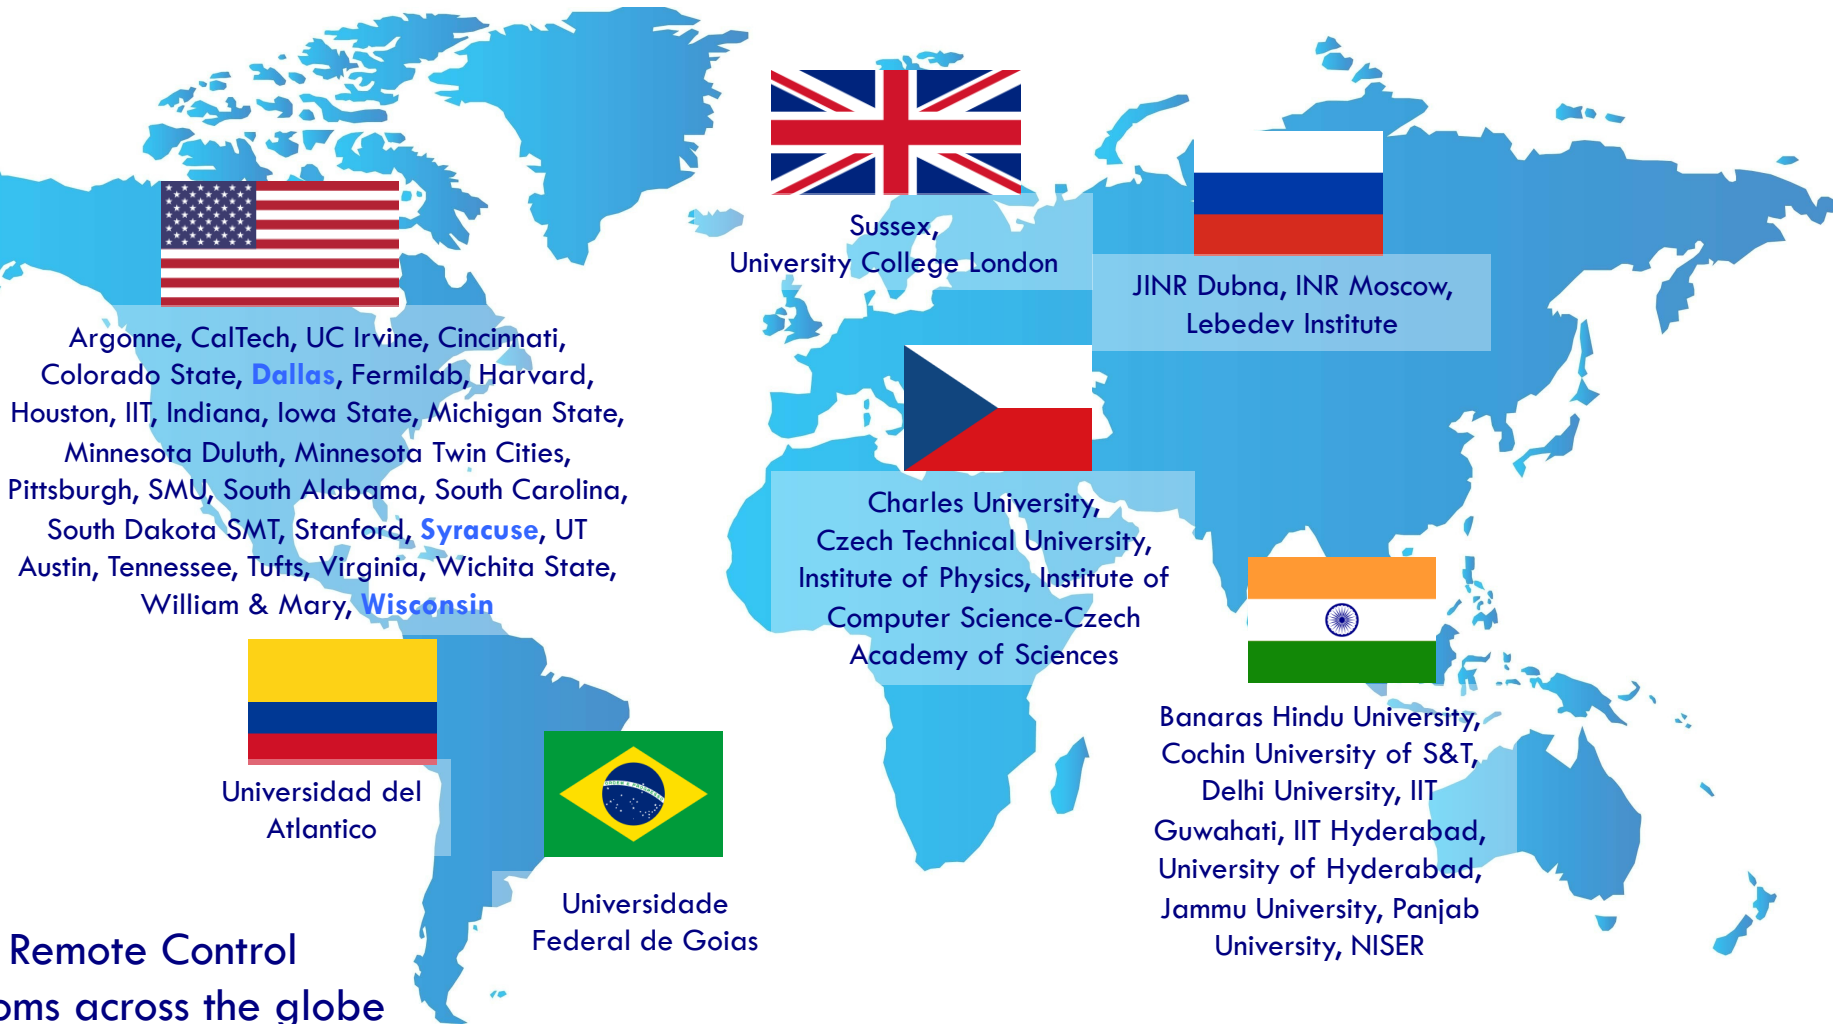 Sussex,
University College London
JINR Dubna, INR Moscow,
Lebedev Institute
Argonne, CalTech, UC Irvine, Cincinnati,
Colorado State, Dallas, Fermilab, Harvard,
Houston, IIT, Indiana, Iowa State, Michigan State,
Minnesota Duluth, Minnesota Twin Cities,
Pittsburgh, SMU, South Alabama, South Carolina,
South Dakota SMT, Stanford, Syracuse, UT
Austin, Tennessee, Tufts, Virginia, Wichita State,
William & Mary, Wisconsin
Charles University,
Czech Technical University,
Institute of Physics, Institute of
Computer Science-Czech
Academy of Sciences
Banaras Hindu University,
Cochin University of S&T,
Delhi University, IIT
Guwahati, IIT Hyderabad,
University of Hyderabad,
Jammu University, Panjab
University, NISER
Universidad del
Atlantico
Universidade
Federal de Goias
Remote Control
oms across the globe